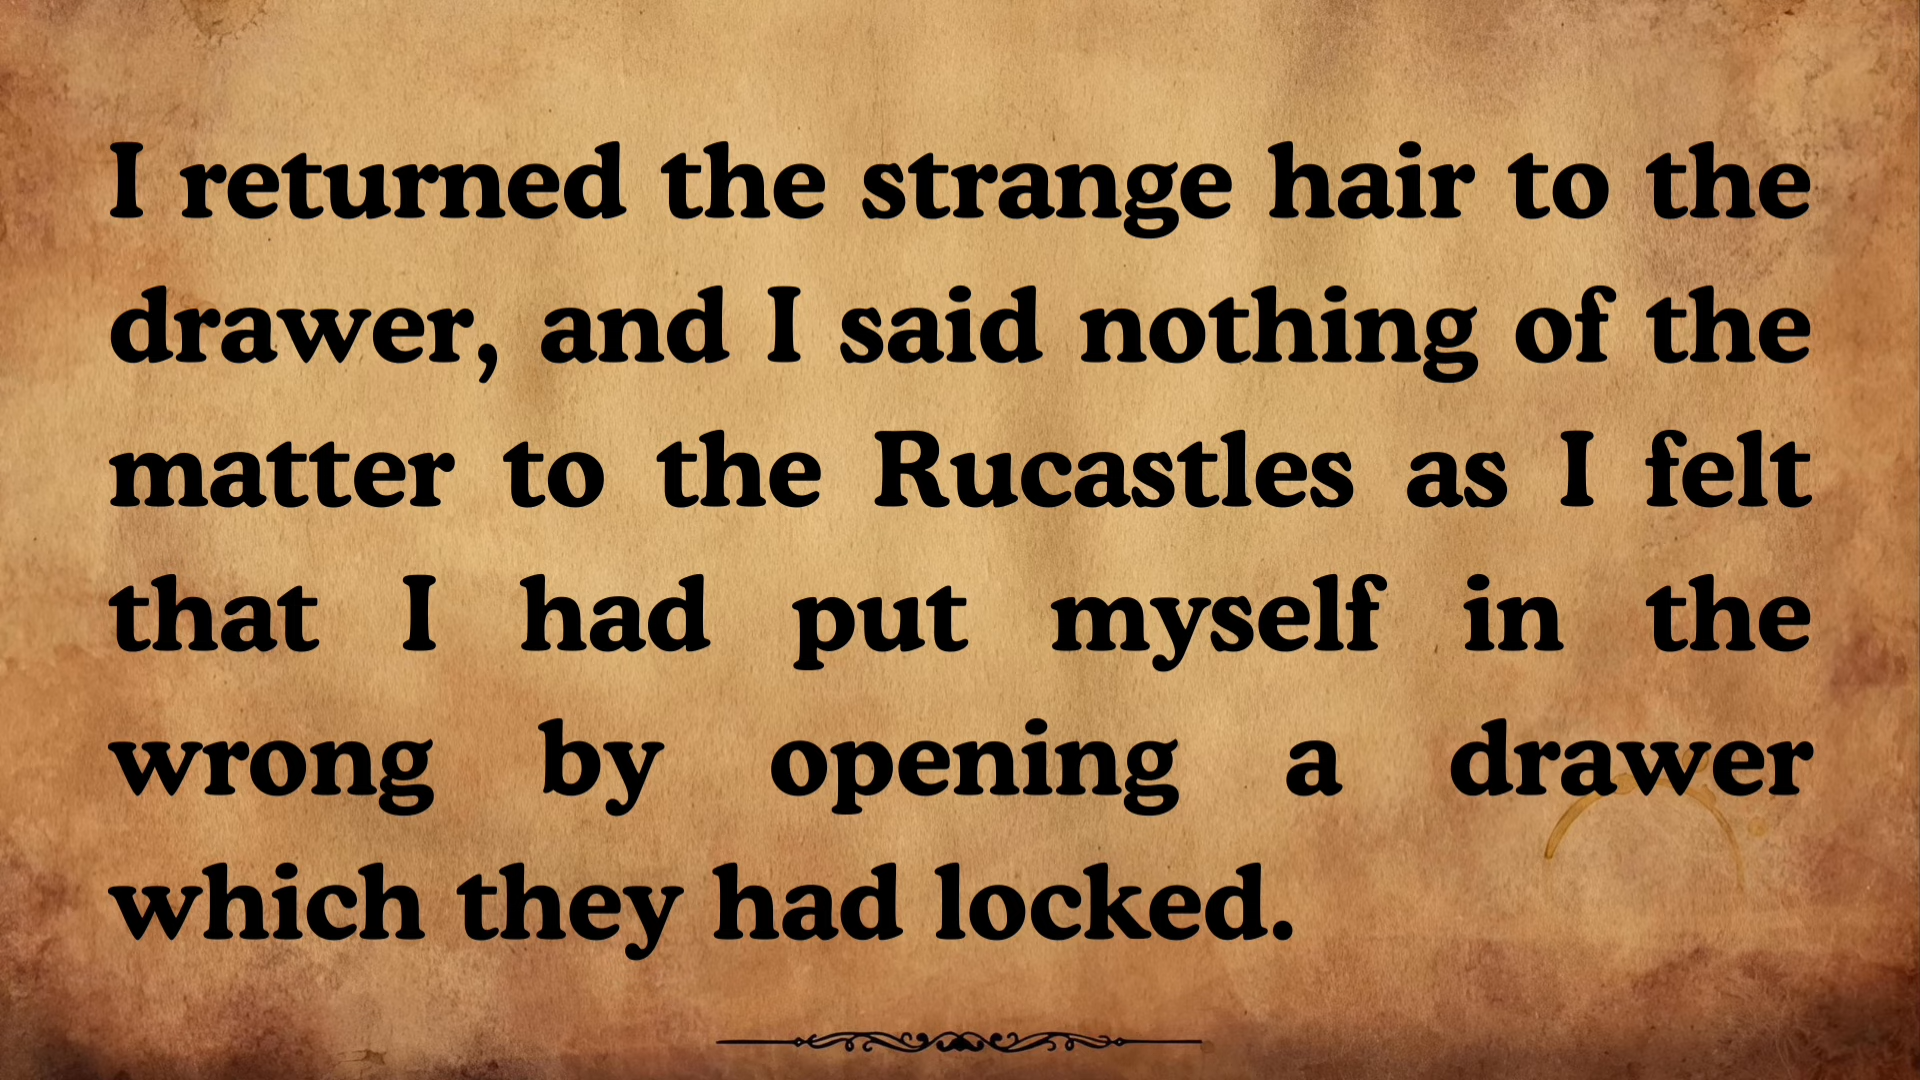 I returned the strange hair to the
drawer, and I said nothing of the
matter to the Rucastles as I felt
that I had put myself in the
wrong by opening a drawer
which they had locked.